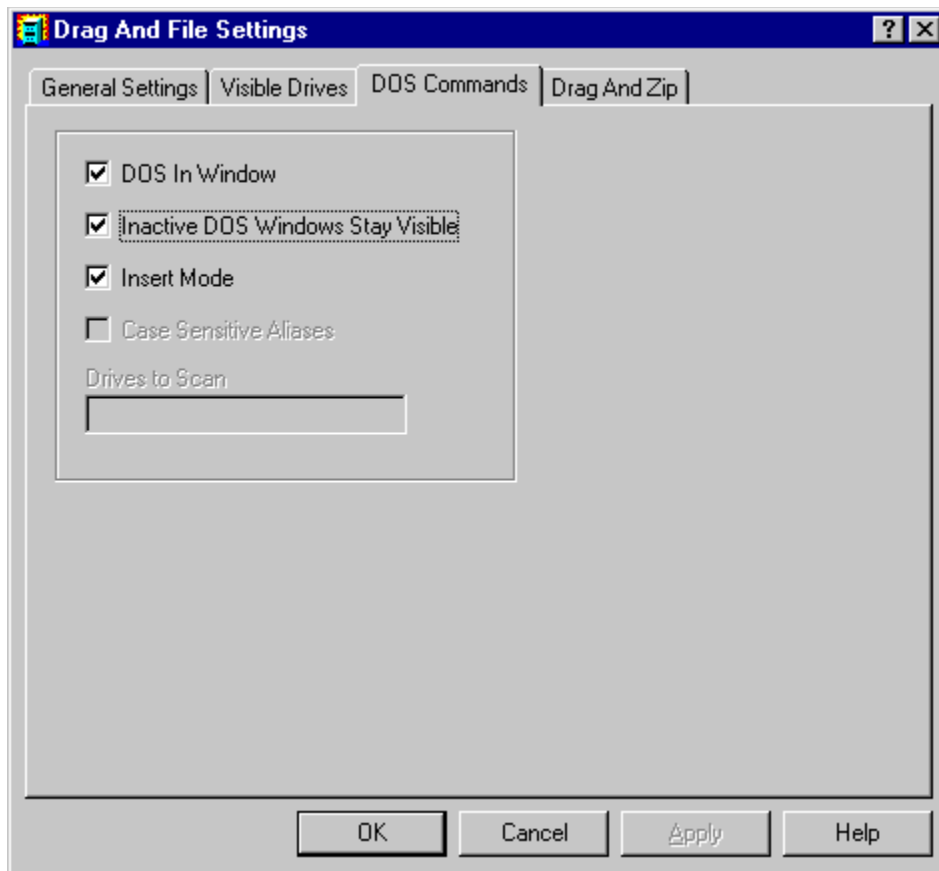 Drag And File Settings
General Settings Visible Drives DOS Commands Drag And Zip
DOS In Window
Inactive DOS Windows Stay Visible
Insert Mode
Case Sensitive Aliases
Drives to Scan
OK Cancel Apply Help